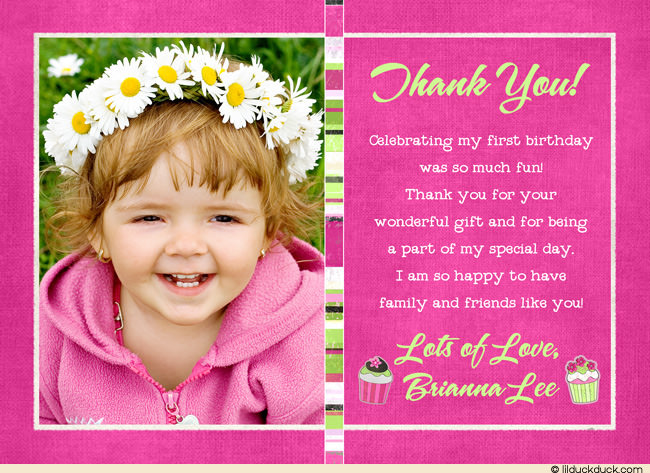 Thank You!
Celebrating my first birthday
was so much fun!
Thank you for your
wonderful gift and for being
a part of my special day.
I am so happy to have
family and friends like you!
Lots of Love,
Brianna Lee
© lilduckduck.com